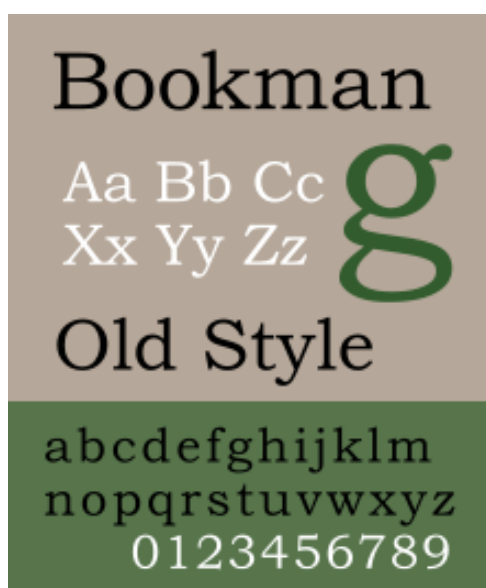 Bookman
Aa Bb Cc
Xx Yy Zz
g
Old Style
abcdefghijklm
nopqrstuvwxyz
0123456789